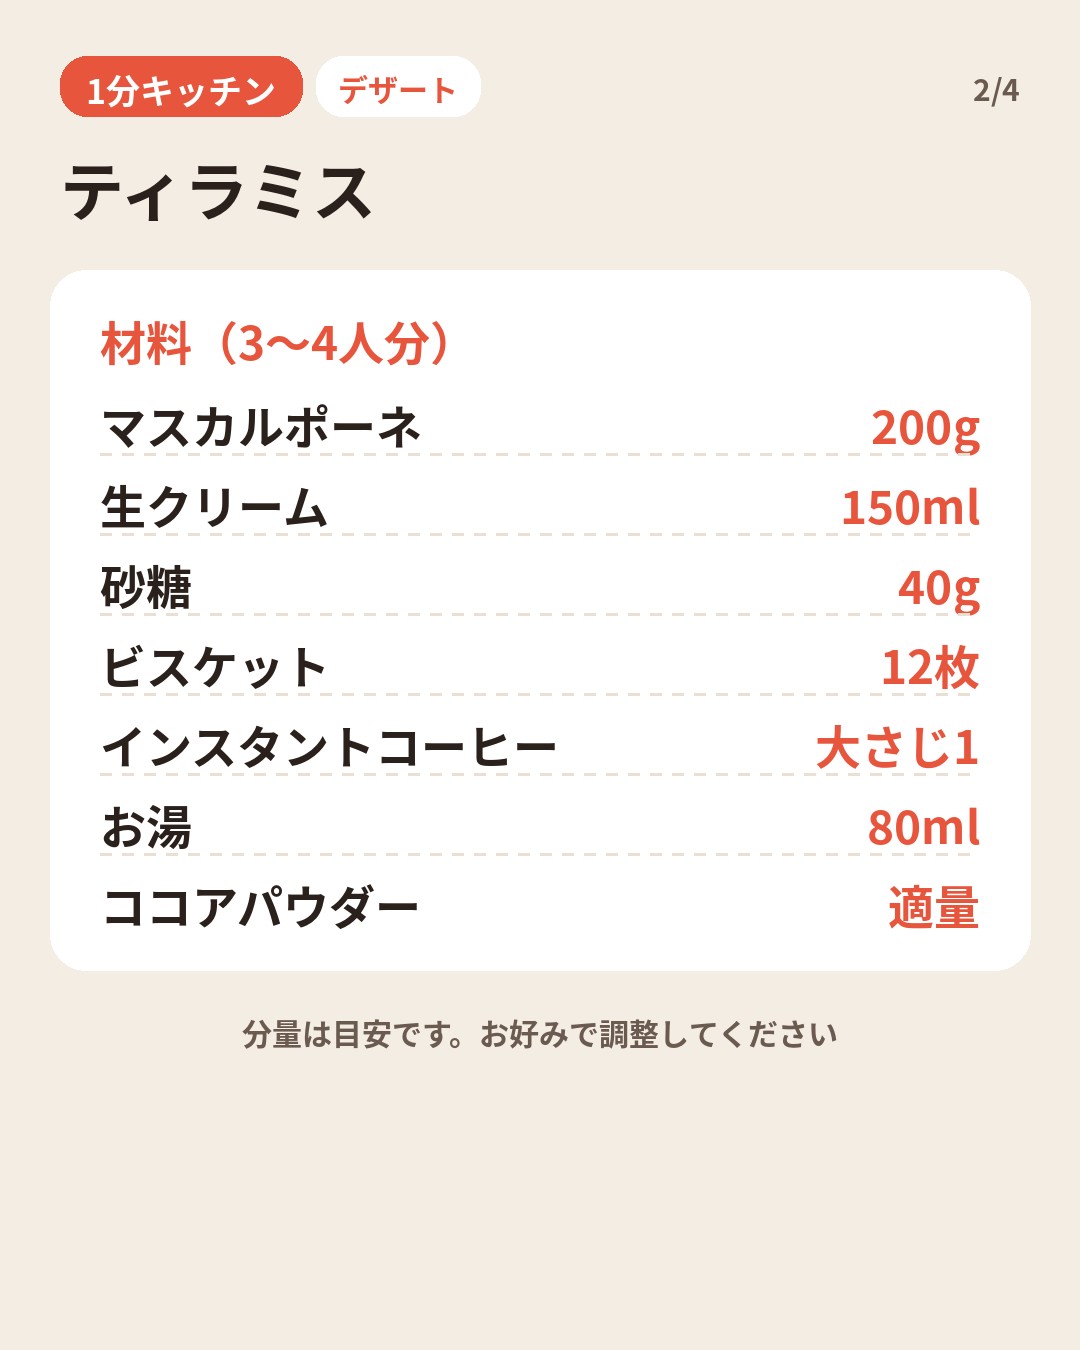 1分キッチン デザート 2/4
ティラミス
材料（3〜4人分）
マスカルポーネ 200g
生クリーム 150ml
砂糖 40g
ビスケット 12枚
インスタントコーヒー 大さじ1
お湯 80ml
ココアパウダー 適量
分量は目安です。お好みで調整してください